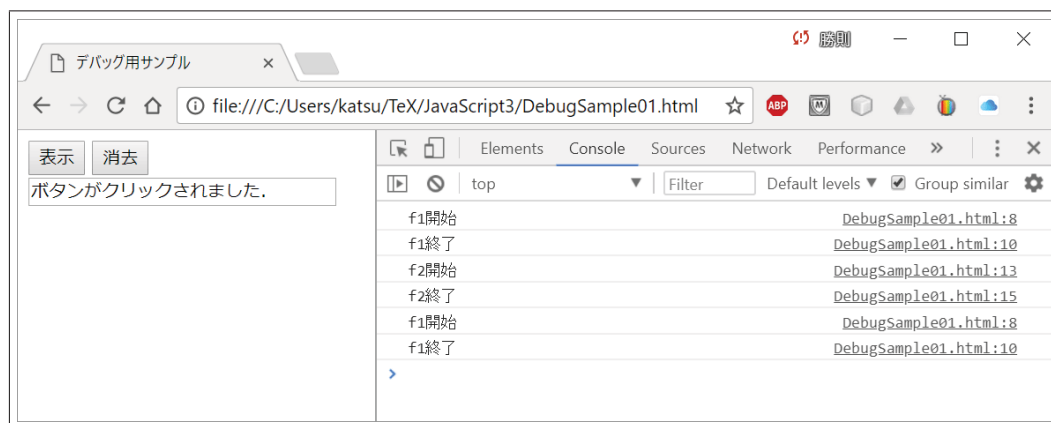 勝則
デバッグ用サンプル
file:///C:/Users/katsu/TeX/JavaScript3/DebugSample01.html
ABP
表示 消去
ボタンがクリックされました.
Elements Console Sources Network Performance »
top Filter Default levels Group similar
f1開始 DebugSample01.html:8
f1終了 DebugSample01.html:10
f2開始 DebugSample01.html:13
f2終了 DebugSample01.html:15
f1開始 DebugSample01.html:8
f1終了 DebugSample01.html:10